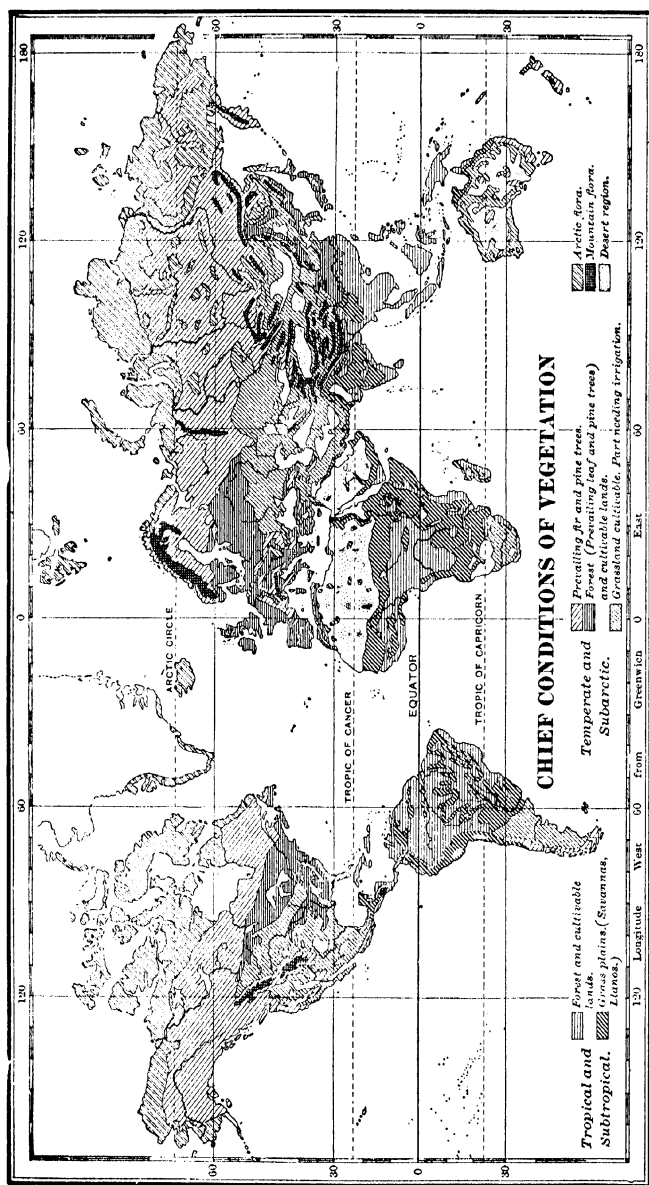 180
120
60
0
60
120
60
30
0
30
ARCTIC CIRCLE
TROPIC OF CANCER
EQUATOR
TROPIC OF CAPRICORN
60
30
0
30
CHIEF CONDITIONS OF VEGETATION
Tropical and
Subtropical.
Forest and cultivable
lands.
Grass plains, (Savannas,
Llanos.)
Temperate and
Subarctic.
Prevailing fir and pine trees.
Forest (Prevailing leaf and pine trees)
and cultivable lands.
Grassland cultivable. Part needing irrigation.
Arctic flora.
Mountain flora.
Desert region.
120 Longitude West 60 from Greenwich 0 East 60 120 180